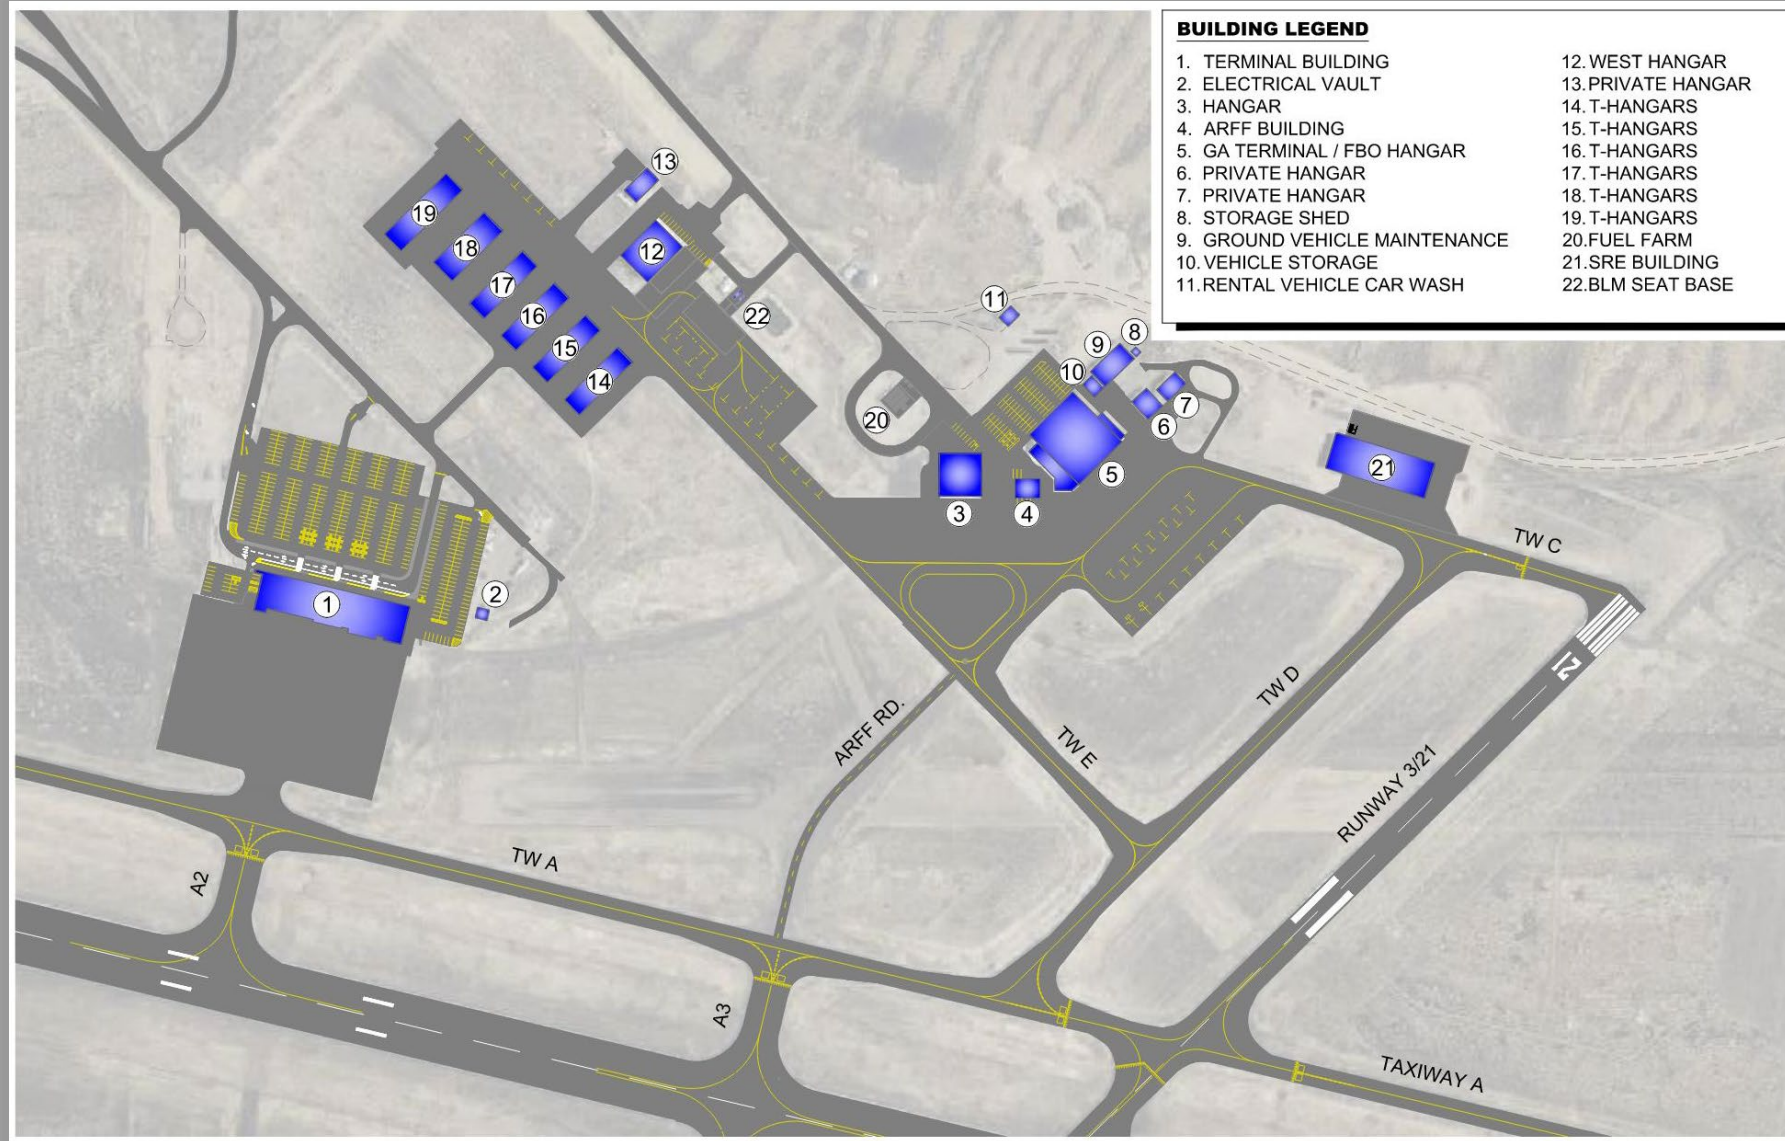 BUILDING LEGEND
1. TERMINAL BUILDING
2. ELECTRICAL VAULT
3. HANGAR
4. ARFF BUILDING
5. GA TERMINAL / FBO HANGAR
6. PRIVATE HANGAR
7. PRIVATE HANGAR
8. STORAGE SHED
9. GROUND VEHICLE MAINTENANCE
10. VEHICLE STORAGE
11. RENTAL VEHICLE CAR WASH
12. WEST HANGAR
13. PRIVATE HANGAR
14. T-HANGARS
15. T-HANGARS
16. T-HANGARS
17. T-HANGARS
18. T-HANGARS
19. T-HANGARS
20. FUEL FARM
21. SRE BUILDING
22. BLM SEAT BASE
13
19
12
18
17
11
16
22
8
9
15
10
14
7
20
6
21
5
3
4
TW C
1
2
21
TW D
ARFF RD.
TW E
RUNWAY 3/21
TW A
A2
A3
TAXIWAY A